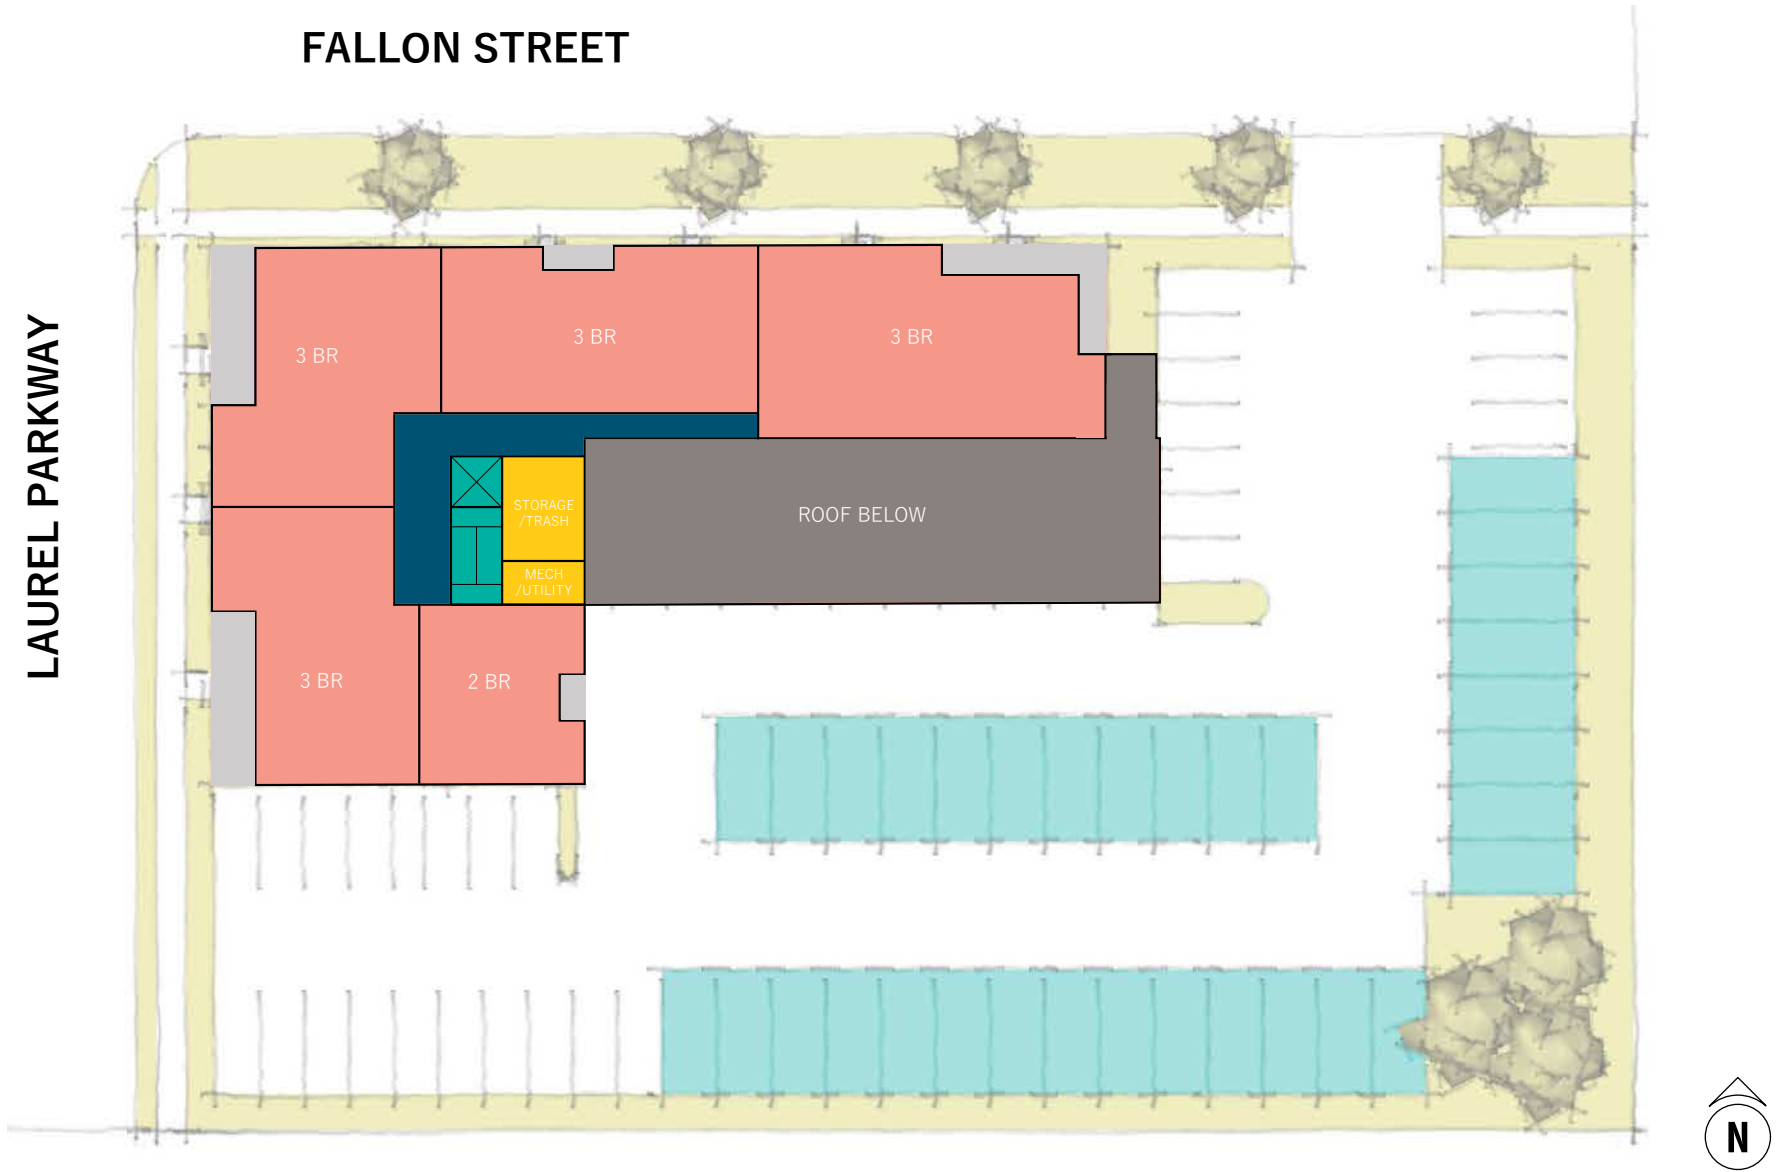 FALLON STREET
LAUREL PARKWAY
3 BR
3 BR
3 BR
STORAGE
/TRASH
ROOF BELOW
MECH
/UTILITY
3 BR
2 BR
N